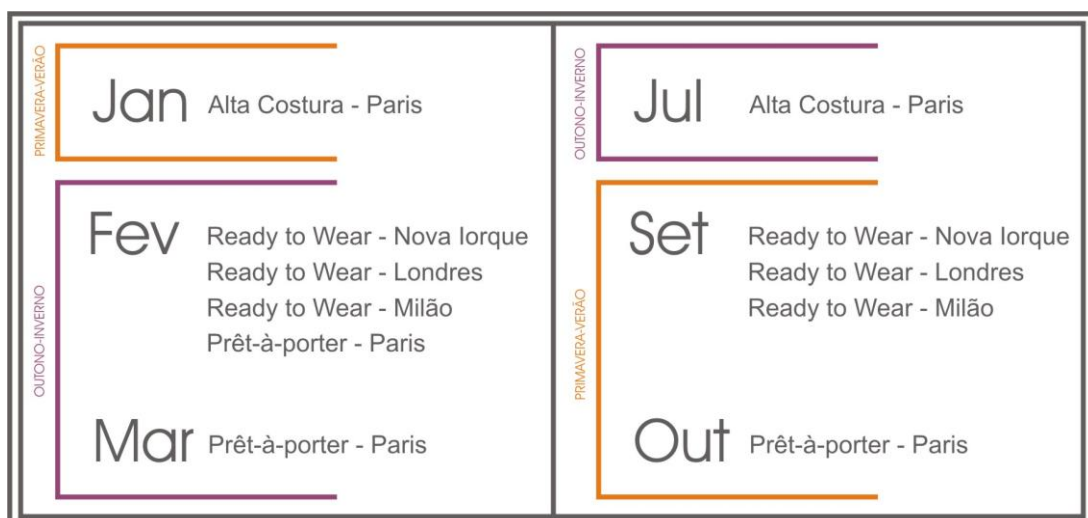 PRIMAVERA-VERÃO
Jan Alta Costura - Paris
OUTONO-INVERNO
Fev Ready to Wear - Nova Iorque
Ready to Wear - Londres
Ready to Wear - Milão
Prêt-à-porter - Paris
Mar Prêt-à-porter - Paris
OUTONO-INVERNO
Jul Alta Costura - Paris
PRIMAVERA-VERÃO
Set Ready to Wear - Nova Iorque
Ready to Wear - Londres
Ready to Wear - Milão
Out Prêt-à-porter - Paris